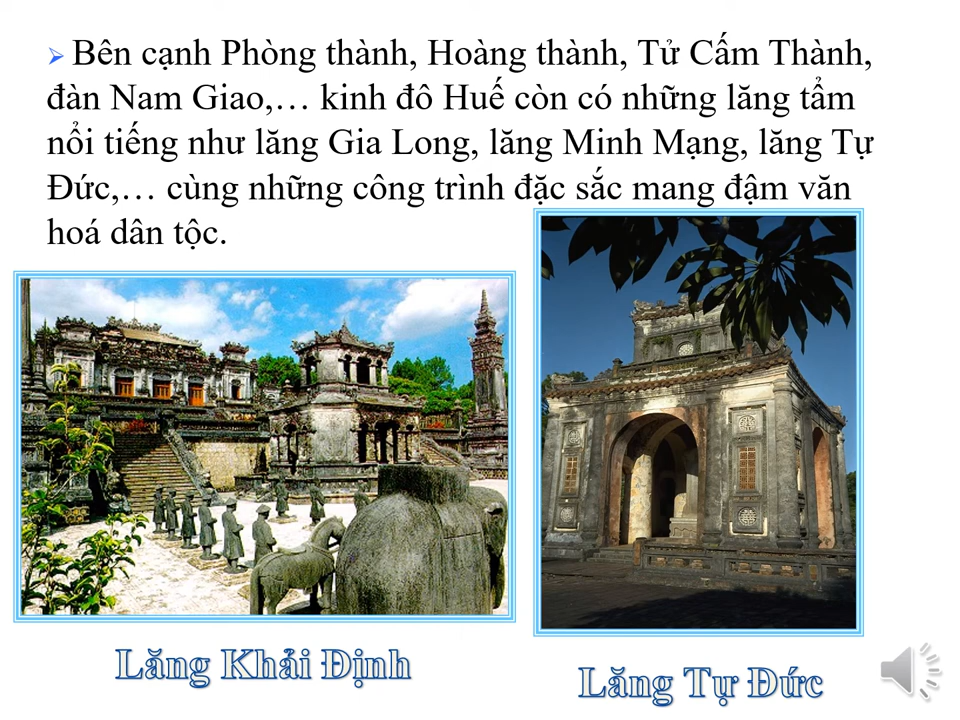 Bên cạnh Phòng thành, Hoàng thành, Tử Cấm Thành,
đàn Nam Giao,… kinh đô Huế còn có những lăng tẩm
nổi tiếng như lăng Gia Long, lăng Minh Mạng, lăng Tự
Đức,… cùng những công trình đặc sắc mang đậm văn
hoá dân tộc.
Lăng Khải Định
Lăng Tự Đức